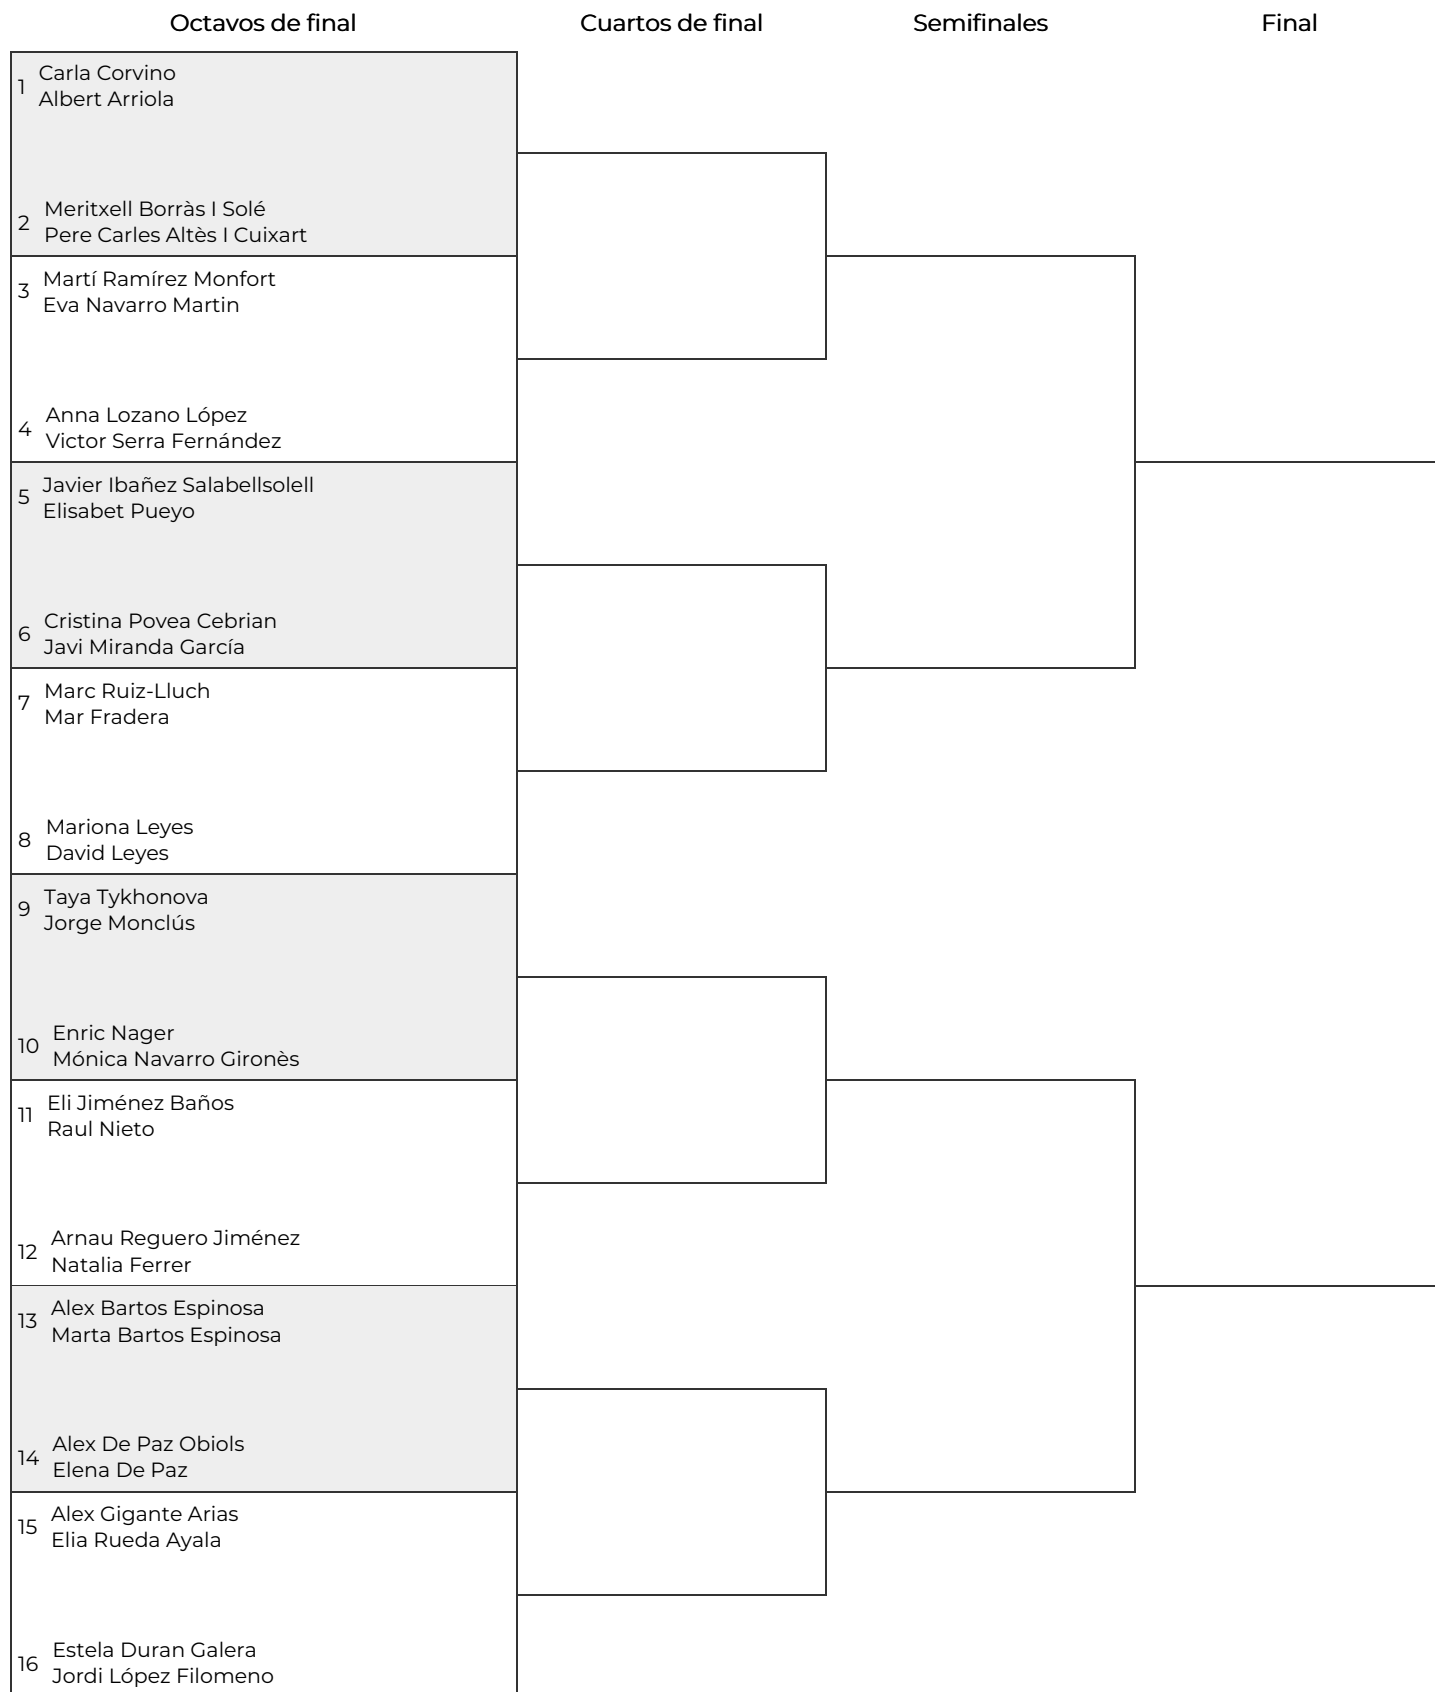 Octavos de final
Cuartos de final
Semifinales
Final
1
Carla Corvino
Albert Arriola
2
Meritxell Borràs I Solé
Pere Carles Altès I Cuixart
3
Martí Ramírez Monfort
Eva Navarro Martin
4
Anna Lozano López
Victor Serra Fernández
5
Javier Ibañez Salabellsolell
Elisabet Pueyo
6
Cristina Povea Cebrian
Javi Miranda García
7
Marc Ruiz-Lluch
Mar Fradera
8
Mariona Leyes
David Leyes
9
Taya Tykhonova
Jorge Monclús
10
Enric Nager
Mónica Navarro Gironès
11
Eli Jiménez Baños
Raul Nieto
12
Arnau Reguero Jiménez
Natalia Ferrer
13
Alex Bartos Espinosa
Marta Bartos Espinosa
14
Alex De Paz Obiols
Elena De Paz
15
Alex Gigante Arias
Elia Rueda Ayala
16
Estela Duran Galera
Jordi López Filomeno